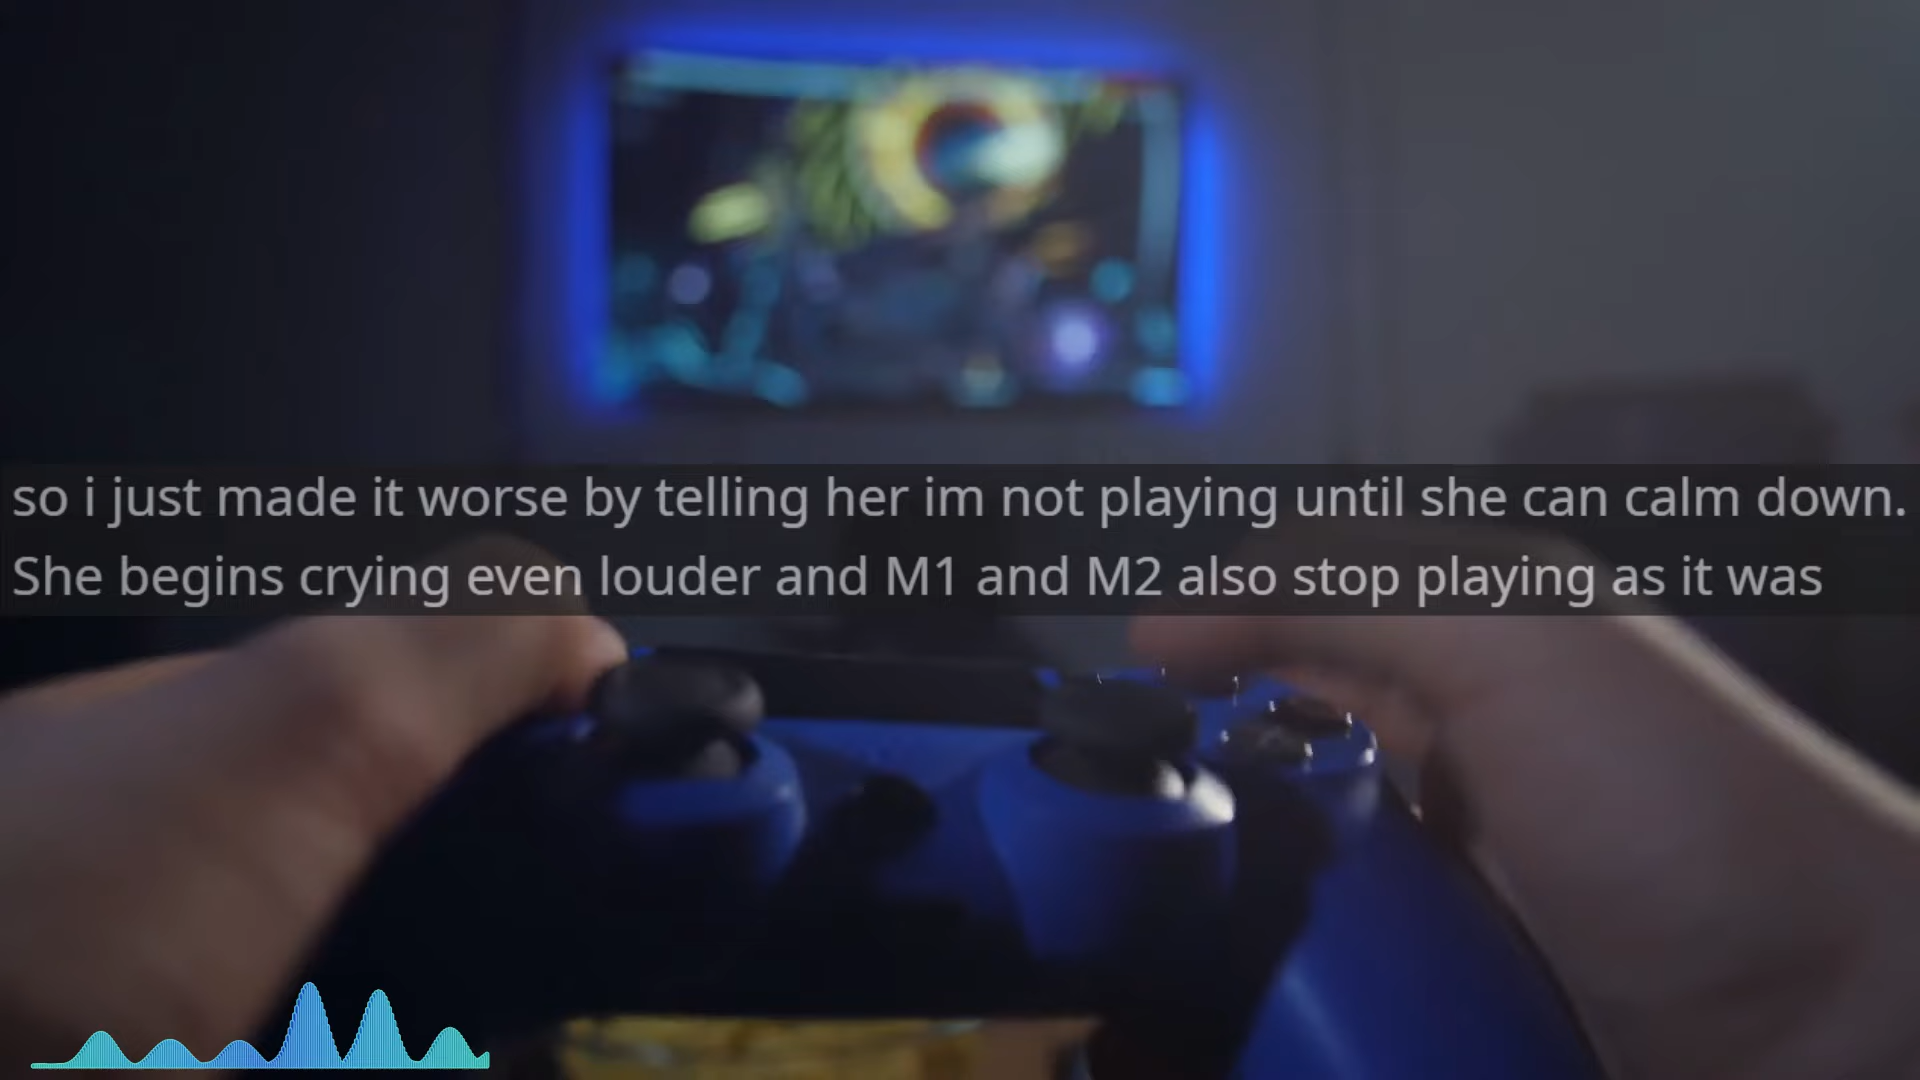 so i just made it worse by telling her im not playing until she can calm down.
She begins crying even louder and M1 and M2 also stop playing as it was